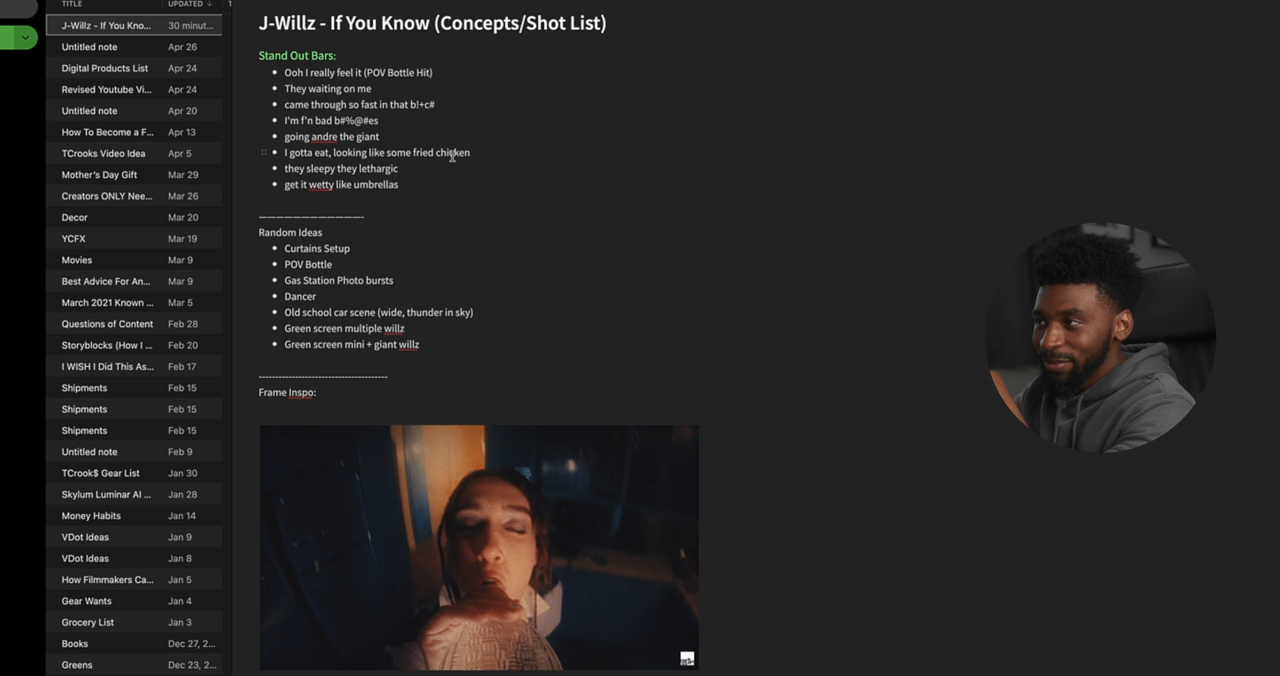 TITLE UPDATED ↓
J-Willz - If You Kno... 30 minut...
Untitled note Apr 26
Digital Products List Apr 24
Revised Youtube Vi... Apr 24
Untitled note Apr 20
How To Become a F... Apr 13
TCrooks Video Idea Apr 5
Mother's Day Gift Mar 29
Creators ONLY Nee... Mar 26
Decor Mar 20
YCFX Mar 19
Movies Mar 9
Best Advice For An... Mar 9
March 2021 Known ... Mar 5
Questions of Content Feb 28
Storyblocks (How I ... Feb 20
I WISH I Did This As... Feb 17
Shipments Feb 15
Shipments Feb 15
Shipments Feb 15
Untitled note Feb 9
TCrook$ Gear List Jan 30
Skylum Luminar AI ... Jan 28
Money Habits Jan 14
VDot Ideas Jan 9
VDot Ideas Jan 8
How Filmmakers Ca... Jan 5
Gear Wants Jan 4
Grocery List Jan 3
Books Dec 27, 2...
Greens Dec 23, 2...
J-Willz - If You Know (Concepts/Shot List)
Stand Out Bars:
• Ooh I really feel it (POV Bottle Hit)
• They waiting on me
• came through so fast in that b!+c#
• I'm f'n bad b#%@#es
• going andre the giant
• I gotta eat, looking like some fried chicken
• they sleepy they lethargic
• get it wetty like umbrellas
————————————-
Random Ideas
• Curtains Setup
• POV Bottle
• Gas Station Photo bursts
• Dancer
• Old school car scene (wide, thunder in sky)
• Green screen multiple willz
• Green screen mini + giant willz
---------------------------------------
Frame Inspo: